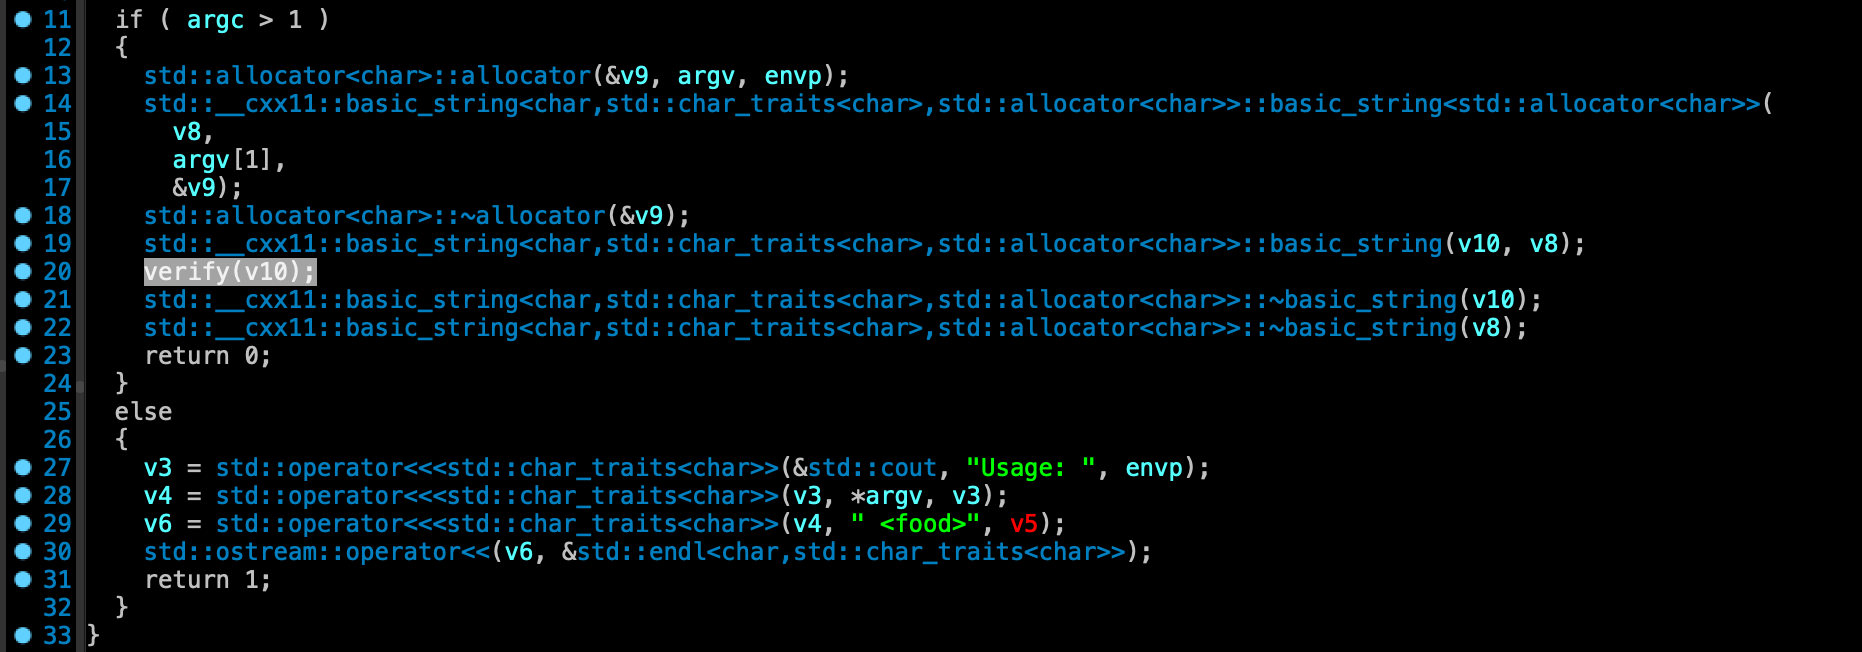 11 if ( argc > 1 )
12 {
13 std::allocator<char>::allocator(&v9, argv, envp);
14 std::__cxx11::basic_string<char,std::char_traits<char>,std::allocator<char>>::basic_string<std::allocator<char>>(
15 v8,
16 argv[1],
17 &v9);
18 std::allocator<char>::~allocator(&v9);
19 std::__cxx11::basic_string<char,std::char_traits<char>,std::allocator<char>>::basic_string(v10, v8);
20 verify(v10);
21 std::__cxx11::basic_string<char,std::char_traits<char>,std::allocator<char>>::~basic_string(v10);
22 std::__cxx11::basic_string<char,std::char_traits<char>,std::allocator<char>>::~basic_string(v8);
23 return 0;
24 }
25 else
26 {
27 v3 = std::operator<<<std::char_traits<char>>(&std::cout, "Usage: ", envp);
28 v4 = std::operator<<<std::char_traits<char>>(v3, *argv, v3);
29 v6 = std::operator<<<std::char_traits<char>>(v4, " <food>", v5);
30 std::ostream::operator<<(v6, &std::endl<char,std::char_traits<char>>);
31 return 1;
32 }
33 }